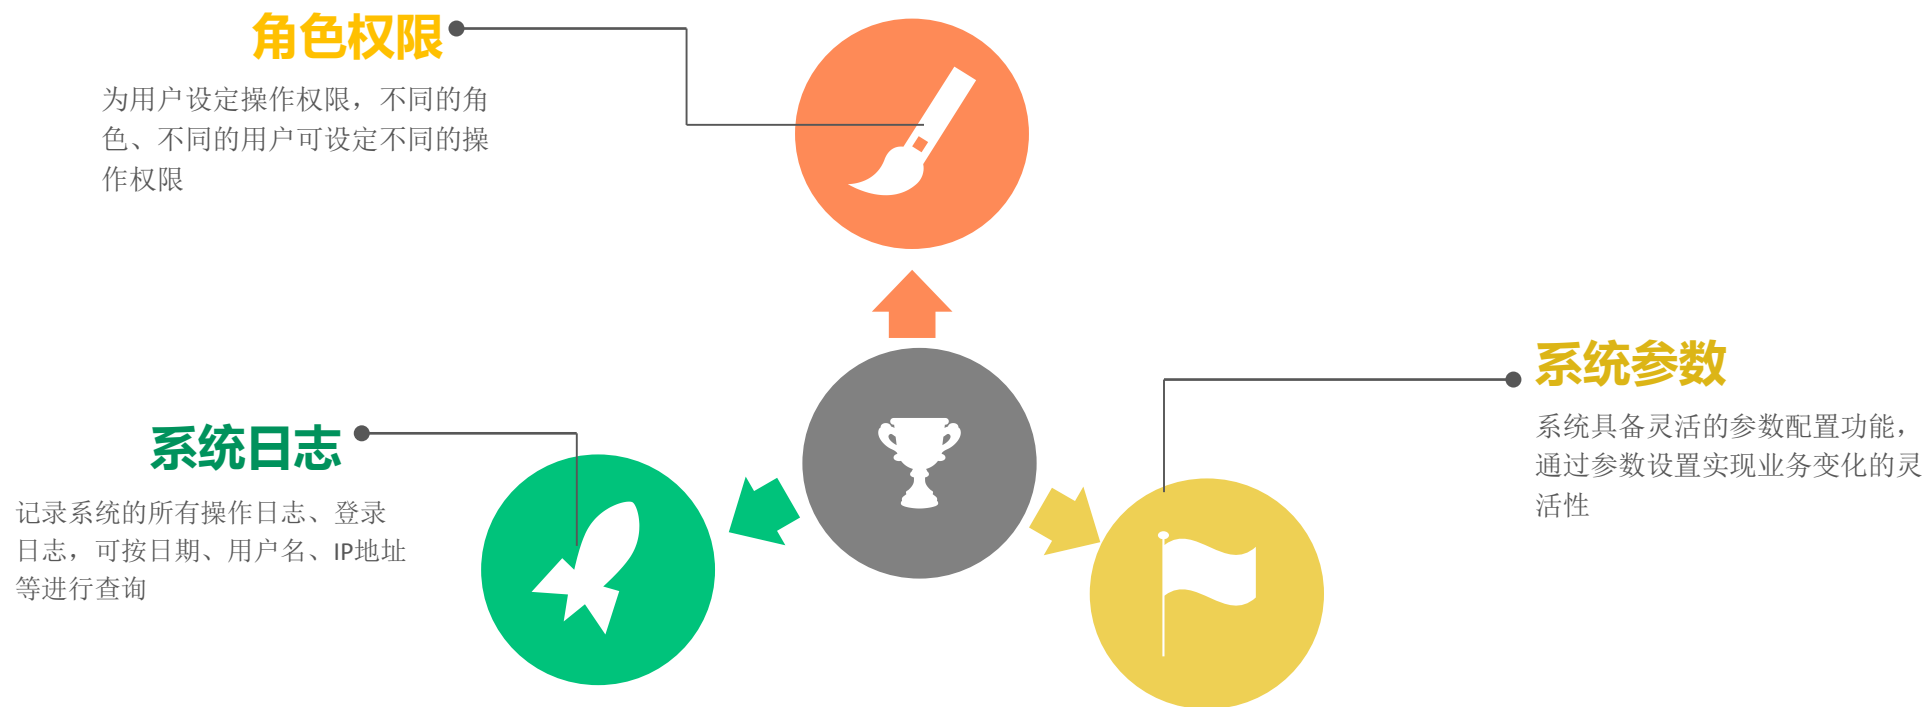 角色权限
为用户设定操作权限，不同的角
色、不同的用户可设定不同的操
作权限
系统参数
系统具备灵活的参数配置功能，
通过参数设置实现业务变化的灵
活性
系统日志
记录系统的所有操作日志、登录
日志，可按日期、用户名、IP地址
等进行查询